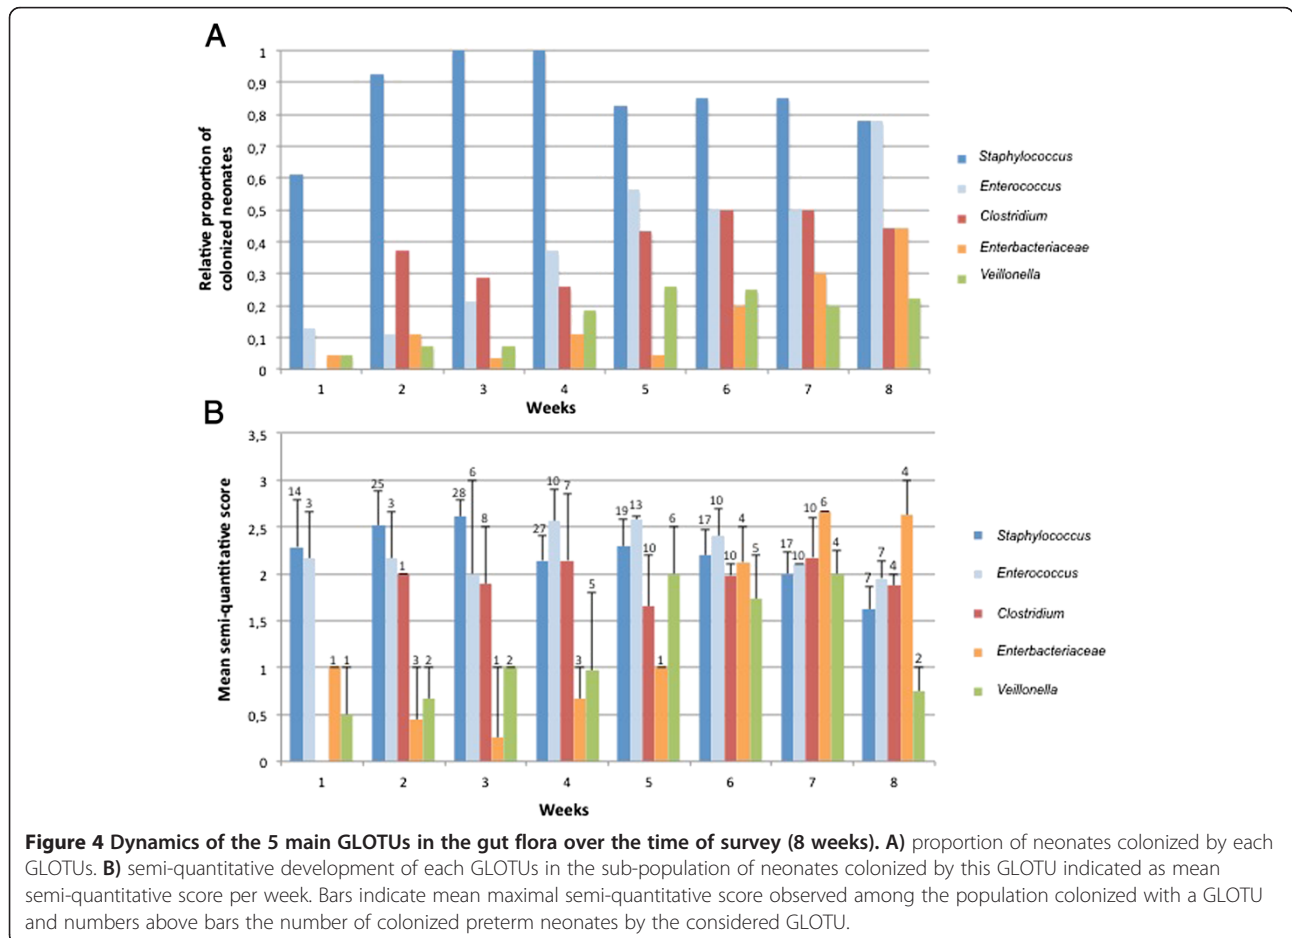 A
1
0,9
0,8
0,7
0,6
0,5
0,4
0,3
0,2
0,1
0
Relative proportion of
colonized neonates
1 2 3 4 5 6 7 8
Weeks
Staphylococcus
Enterococcus
Clostridium
Enterbacteriaceae
Veillonella
B
3,5
3
2,5
2
1,5
1
0,5
0
Mean semi-quantitative score
14 3 1 1
25 3 1 3 2
28 6 8 1 2
27 10 7 3 5
19 13 10 1 6
17 10 10 4 5
17 10 10 6 4
7 7 4 4 2
1 2 3 4 5 6 7 8
Weeks
Staphylococcus
Enterococcus
Clostridium
Enterbacteriaceae
Veillonella
Figure 4 Dynamics of the 5 main GLOTUs in the gut flora over the time of survey (8 weeks). A) proportion of neonates colonized by each
GLOTUs. B) semi-quantitative development of each GLOTUs in the sub-population of neonates colonized by this GLOTU indicated as mean
semi-quantitative score per week. Bars indicate mean maximal semi-quantitative score observed among the population colonized with a GLOTU
and numbers above bars the number of colonized preterm neonates by the considered GLOTU.